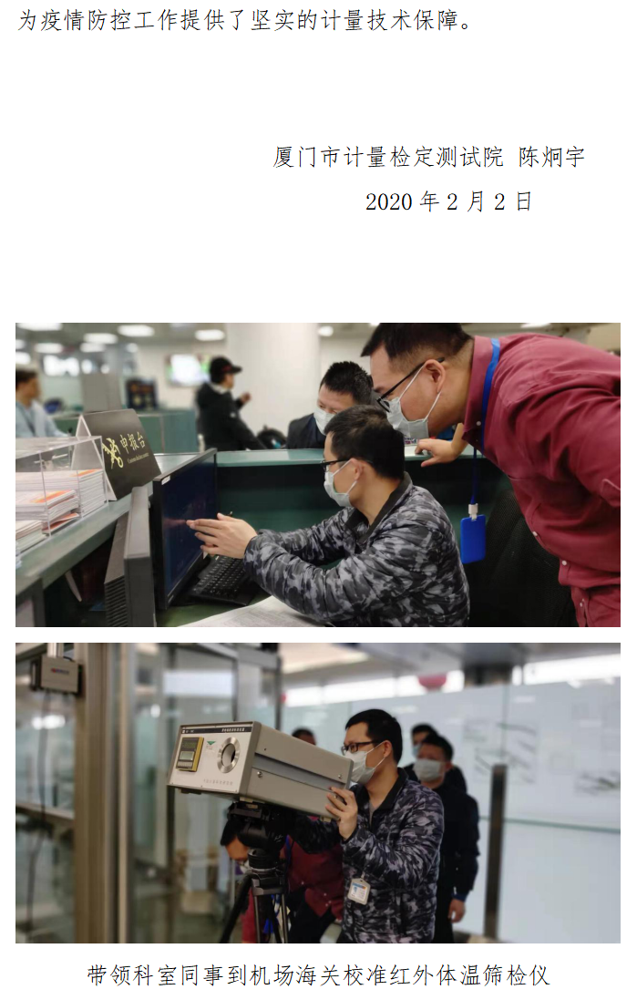 为疫情防控工作提供了坚实的计量技术保障。
厦门市计量检定测试院 陈炯宇
2020 年 2 月 2 日
申报台
带领科室同事到机场海关校准红外体温筛检仪